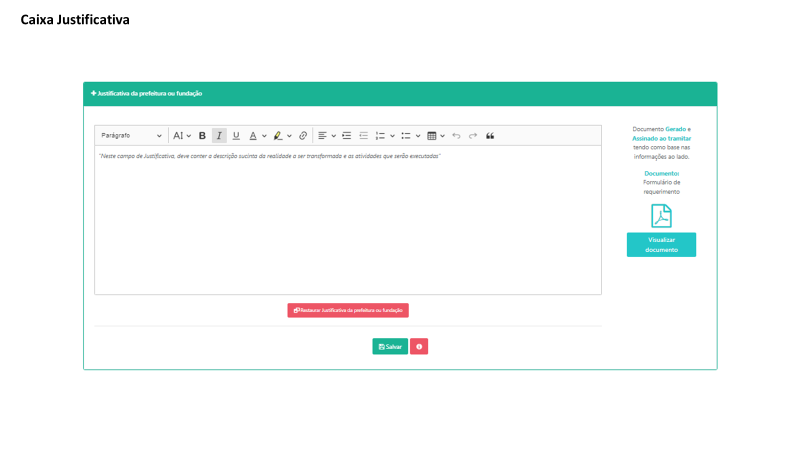 Caixa Justificativa
Justificativa da prefeitura ou fundação
Parágrafo
AI B I U A
"Neste campo de Justificativa, deve conter a descrição sucinta da realidade a ser transformada e as atividades que serão executadas"
Restaurar Justificativa da prefeitura ou fundação
Salvar
Documento Gerado e
Assinado ao tramitar
tendo como base nas
informações ao lado.
Documento:
Formulário de
requerimento
Visualizar
documento